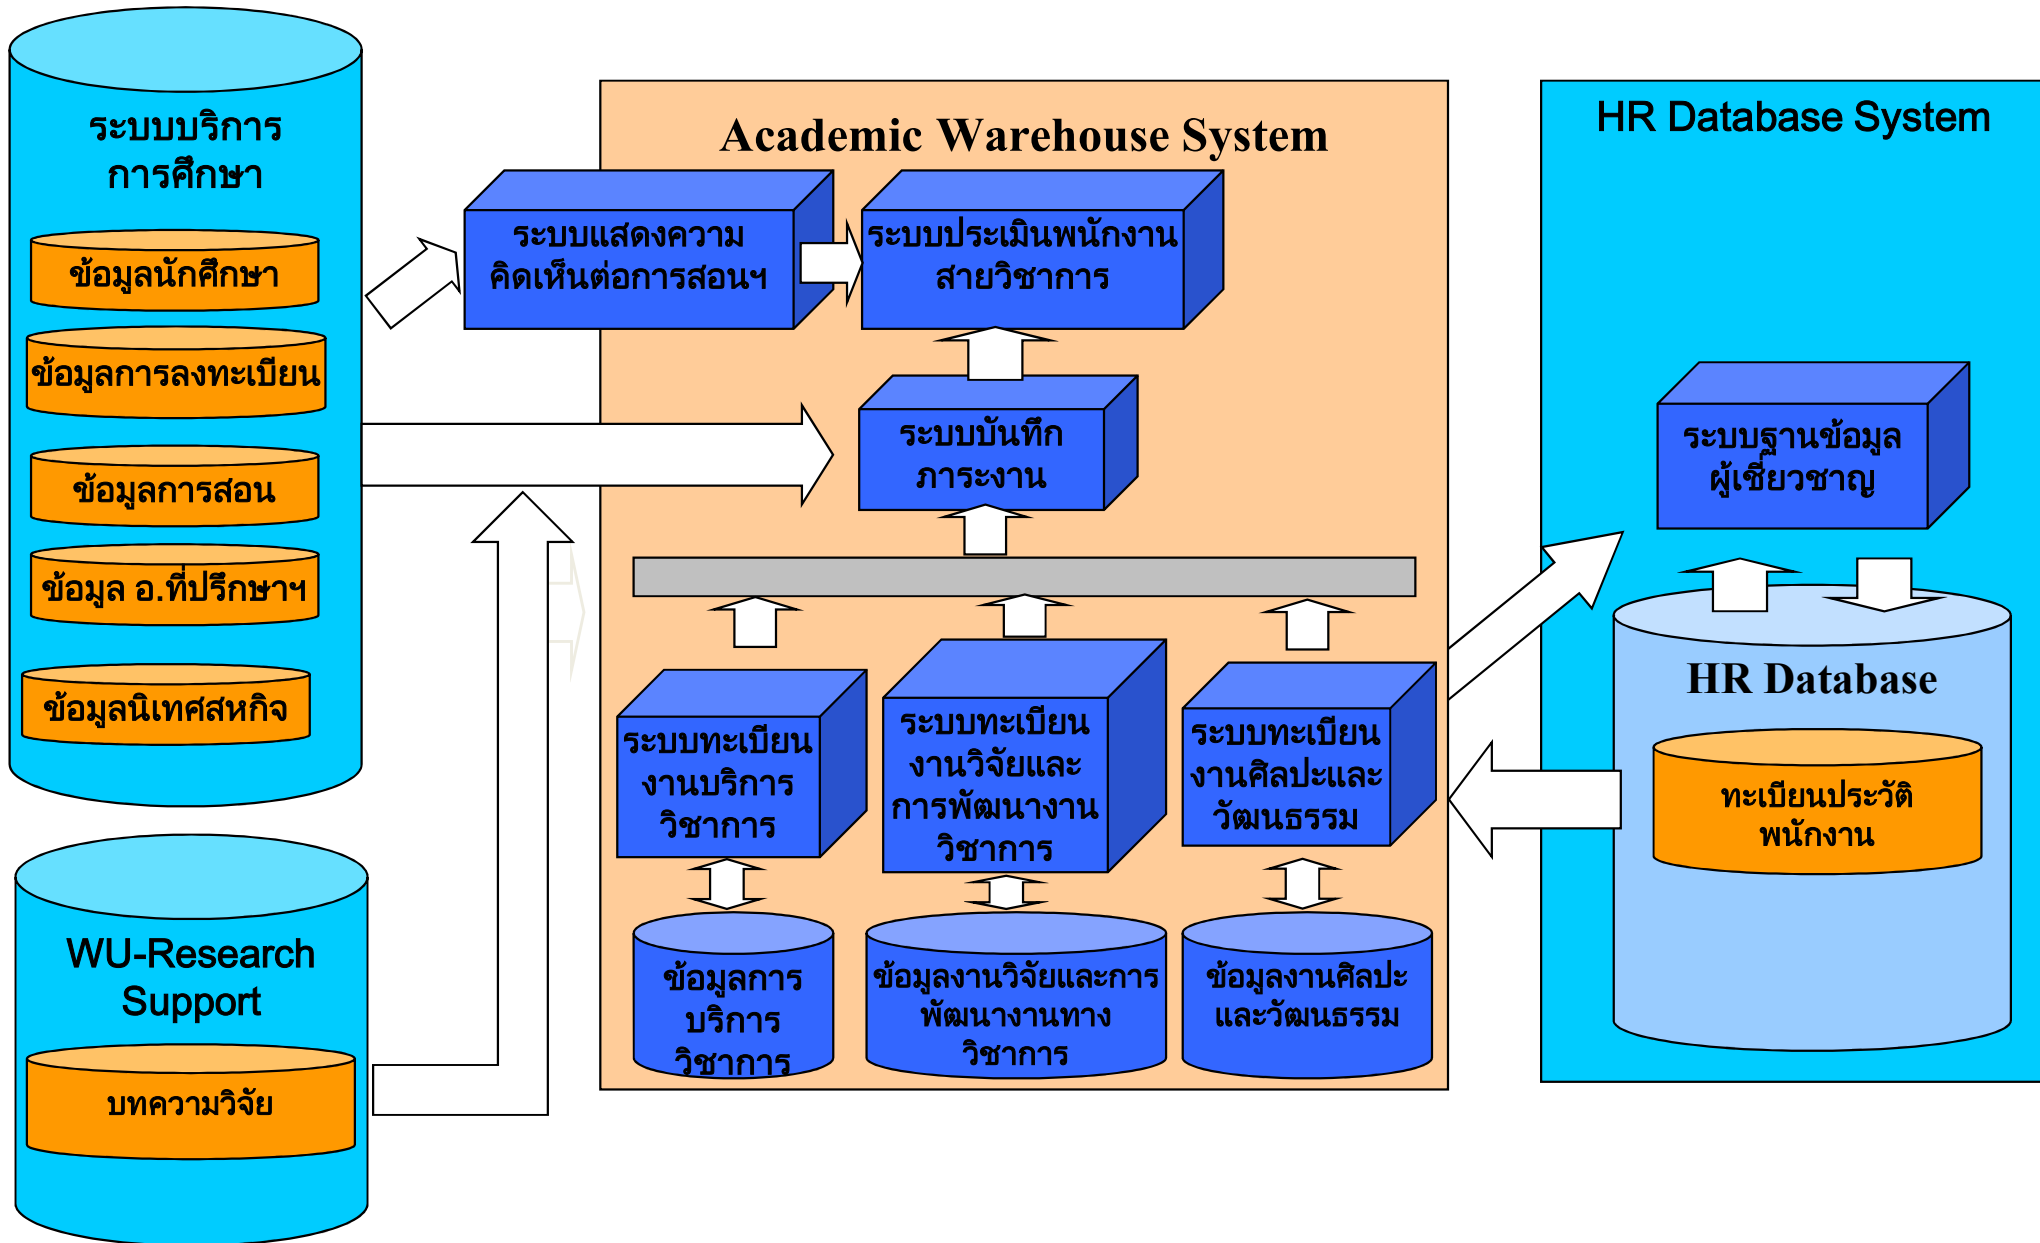 ระบบบริการ
การศึกษา
ข้อมูลนักศึกษา
ข้อมูลการลงทะเบียน
ข้อมูลการสอน
ข้อมูล อ.ที่ปรึกษาฯ
ข้อมูลนิเทศสหกิจ
WU-Research
Support
บทความวิจัย
Academic Warehouse System
ระบบแสดงความ
คิดเห็นต่อการสอนฯ
ระบบประเมินพนักงาน
สายวิชาการ
ระบบบันทึก
ภาระงาน
ระบบทะเบียน
งานบริการ
วิชาการ
ระบบทะเบียน
งานวิจัยและ
การพัฒนางาน
วิชาการ
ระบบทะเบียน
งานศิลปะและ
วัฒนธรรม
ข้อมูลการ
บริการ
วิชาการ
ข้อมูลงานวิจัยและการ
พัฒนางานทาง
วิชาการ
ข้อมูลงานศิลปะ
และวัฒนธรรม
HR Database System
ระบบฐานข้อมูล
ผู้เชี่ยวชาญ
HR Database
ทะเบียนประวัติ
พนักงาน